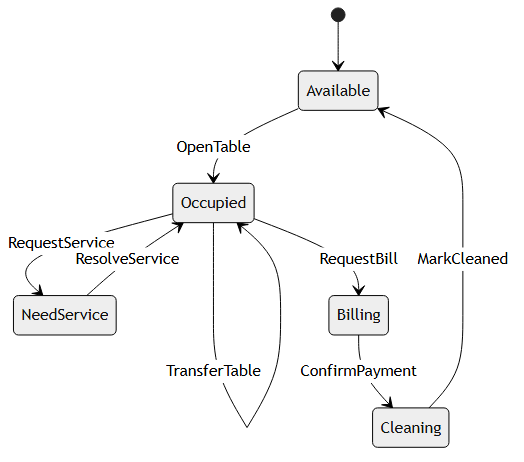 Available
OpenTable
Occupied
RequestService
ResolveService
RequestBill
MarkCleaned
NeedService
Billing
TransferTable
ConfirmPayment
Cleaning